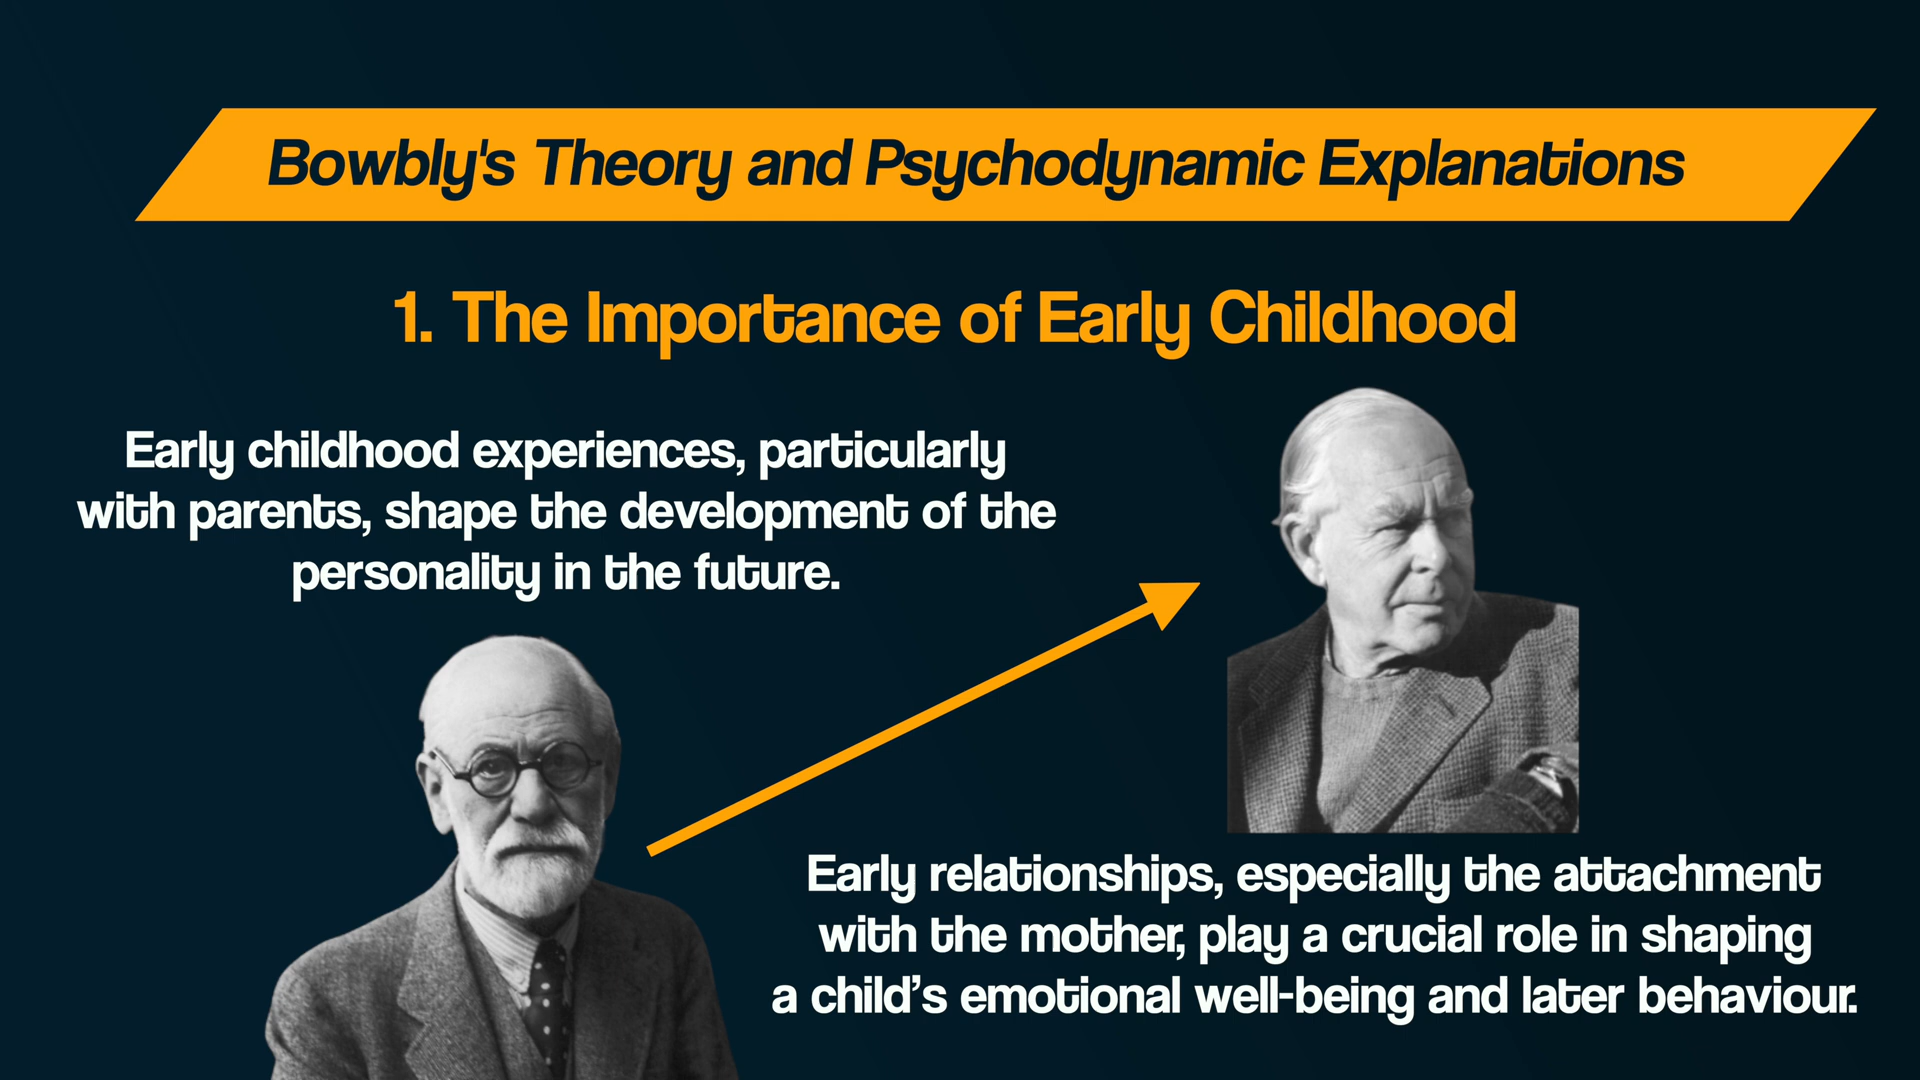 Bowbly's Theory and Psychodynamic Explanations
1. The Importance of Early Childhood
Early childhood experiences, particularly
with parents, shape the development of the
personality in the future.
Early relationships, especially the attachment
with the mother, play a crucial role in shaping
a child’s emotional well-being and later behaviour.